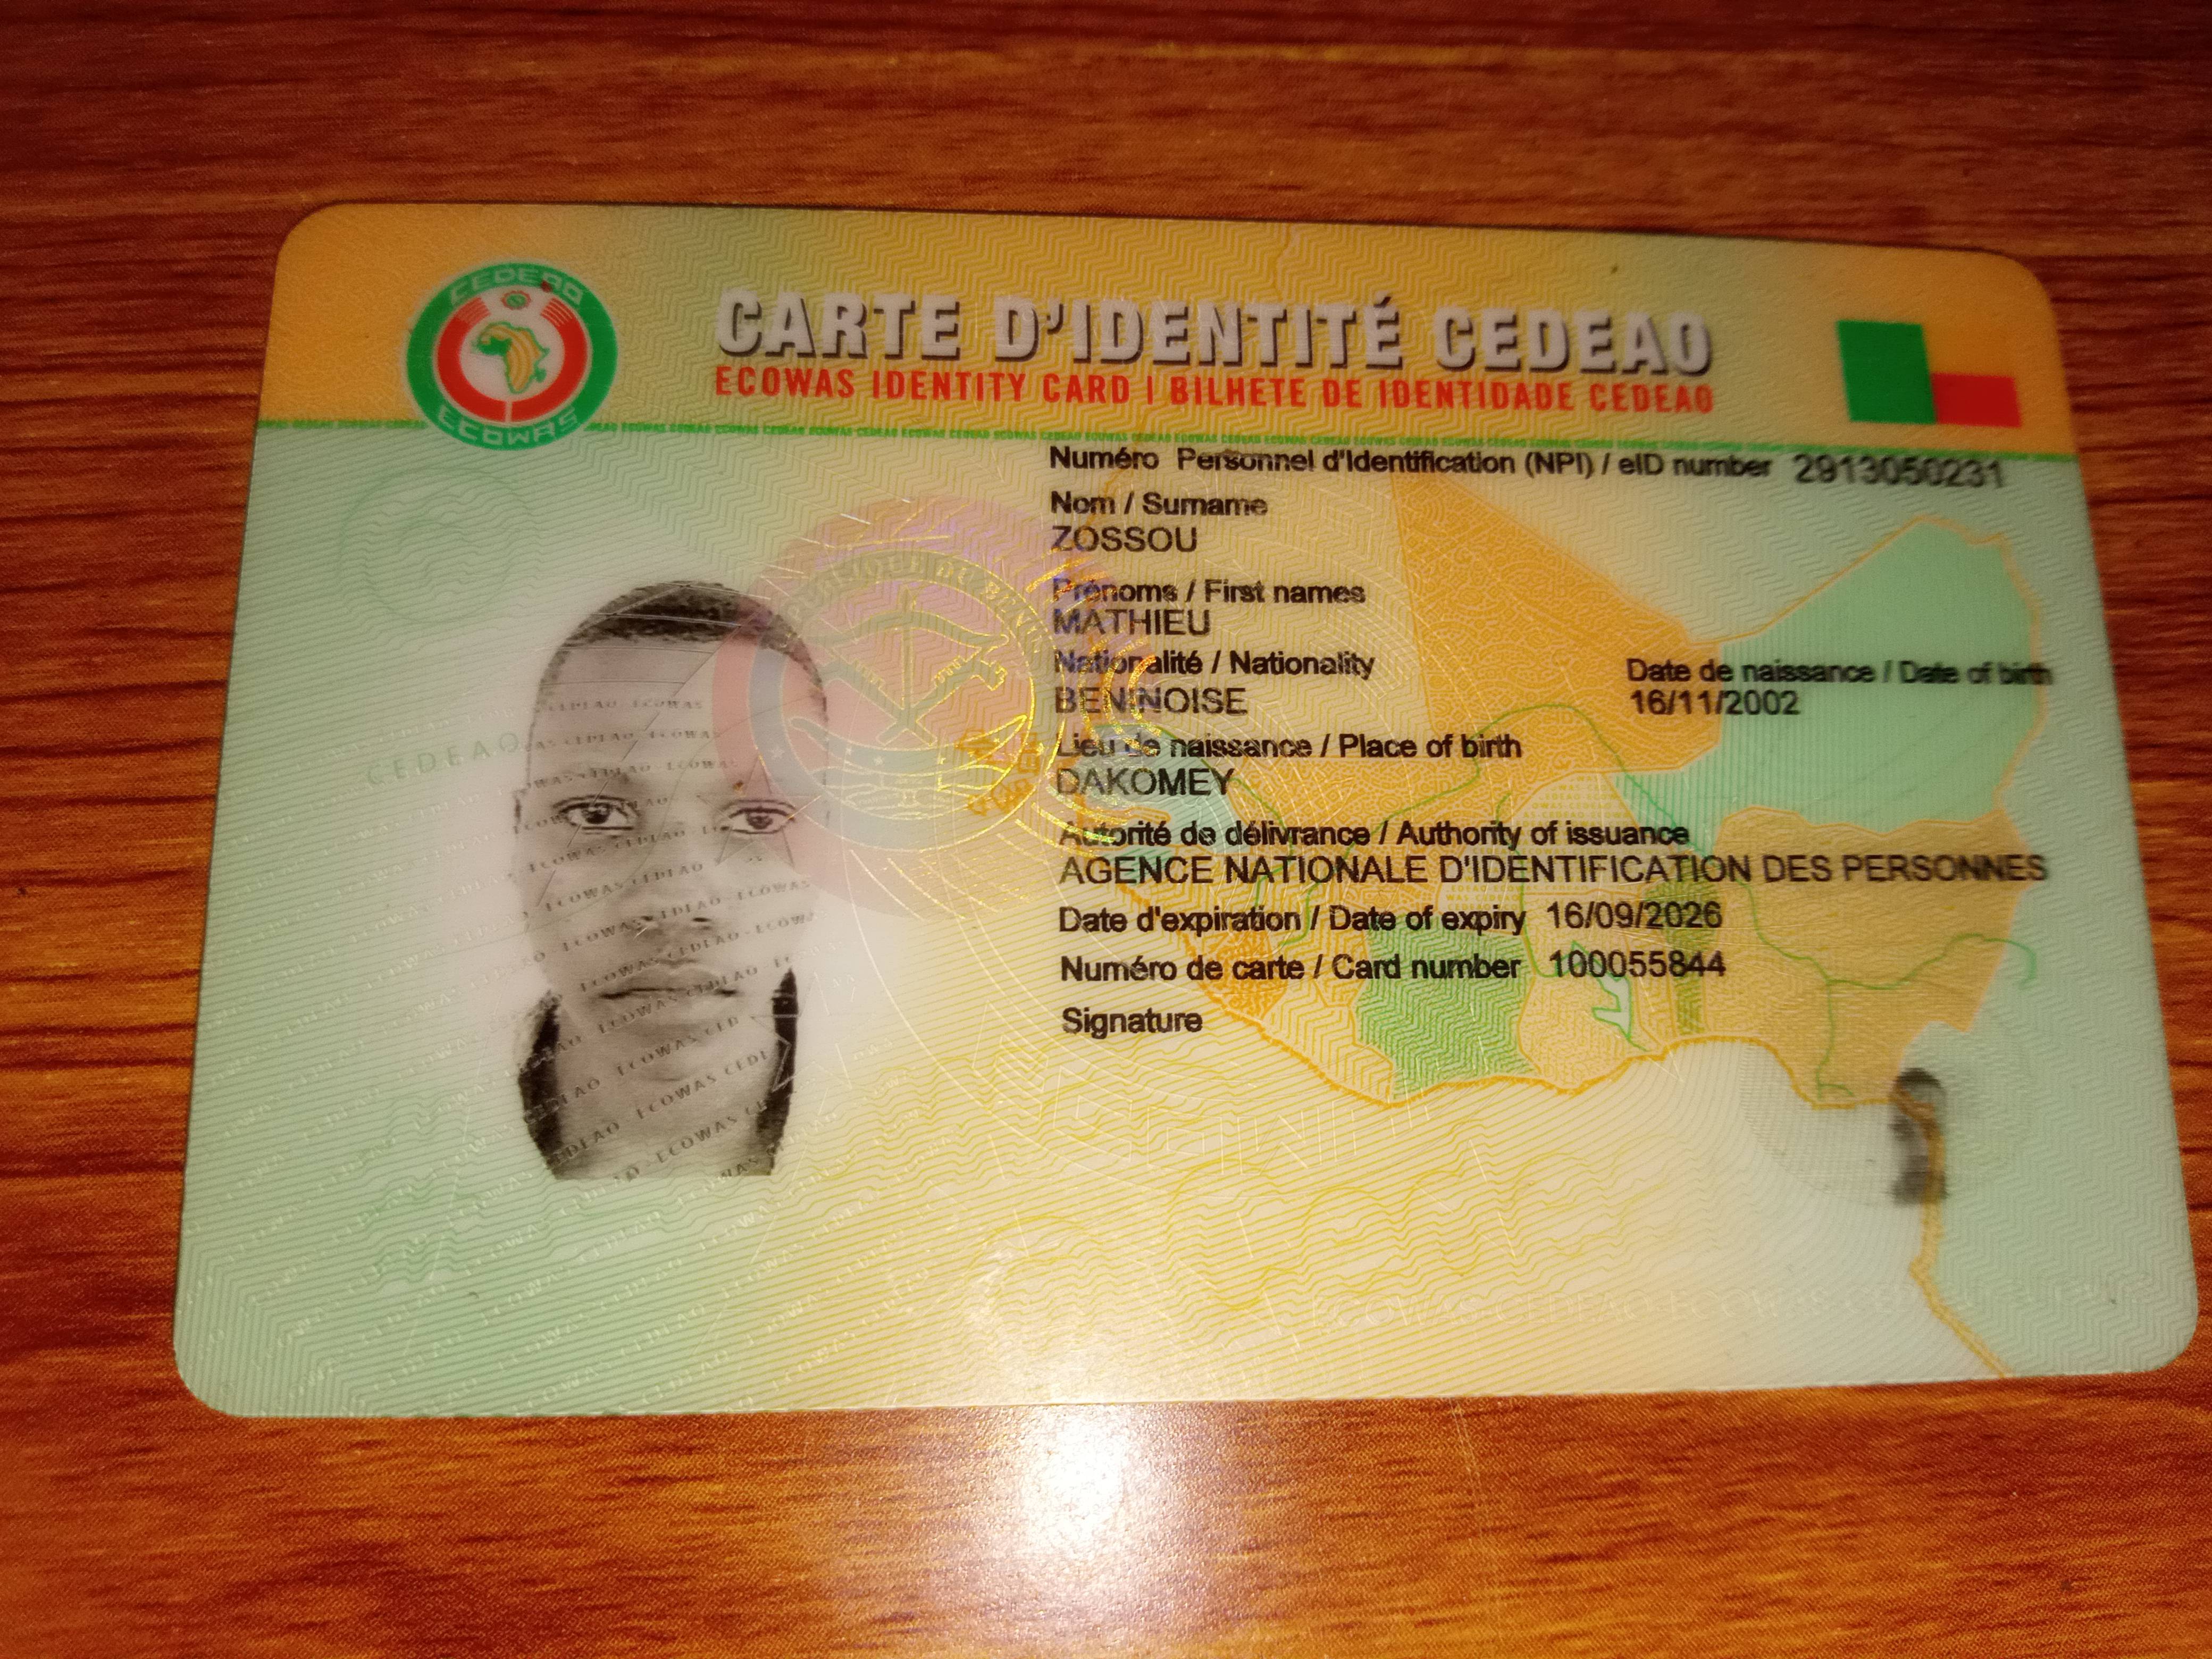 CEDEAO
ECOWAS
CARTE D'IDENTITÉ CEDEAO
ECOWAS IDENTITY CARD | BILHETE DE IDENTIDADE CEDEAO
Numéro Personnel d'Identification (NPI) / eID number 2913050231
Nom / Surname
ZOSSOU
Prénoms / First names
MATHIEU
Nationalité / Nationality
BENINOISE
Date de naissance / Date of birth
16/11/2002
Lieu de naissance / Place of birth
DAKOMEY
Autorité de délivrance / Authority of issuance
AGENCE NATIONALE D'IDENTIFICATION DES PERSONNES
Date d'expiration / Date of expiry 16/09/2026
Numéro de carte / Card number 100055844
Signature
CEDEAO